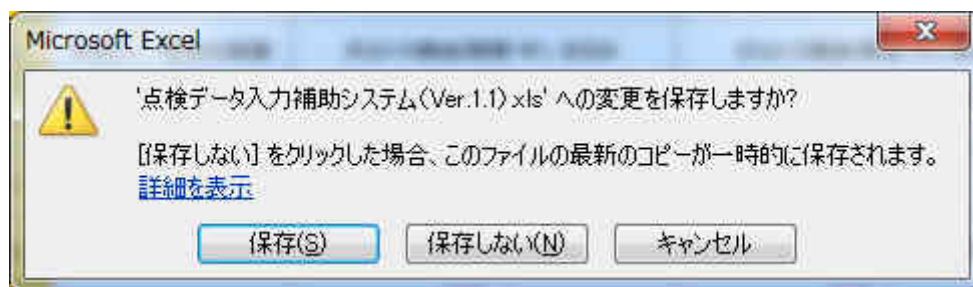 Microsoft Excel
'点検データ入力補助システム(Ver.1.1).xls' への変更を保存しますか?
[保存しない] をクリックした場合、このファイルの最新のコピーが一時的に保存されます。
詳細を表示
保存(S)
保存しない(N)
キャンセル